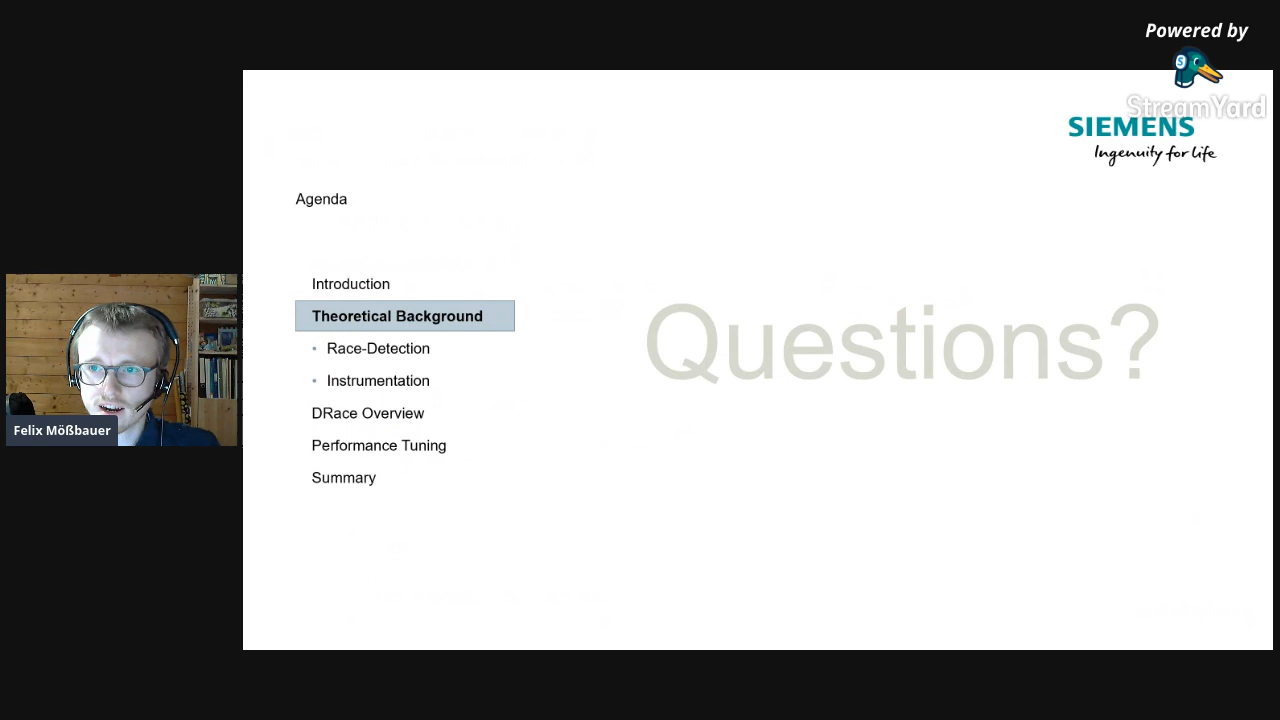 Powered by
StreamYard
SIEMENS
Ingenuity for life
Agenda
Introduction
Theoretical Background
• Race-Detection
• Instrumentation
DRace Overview
Performance Tuning
Summary
Questions?
Felix Mößbauer